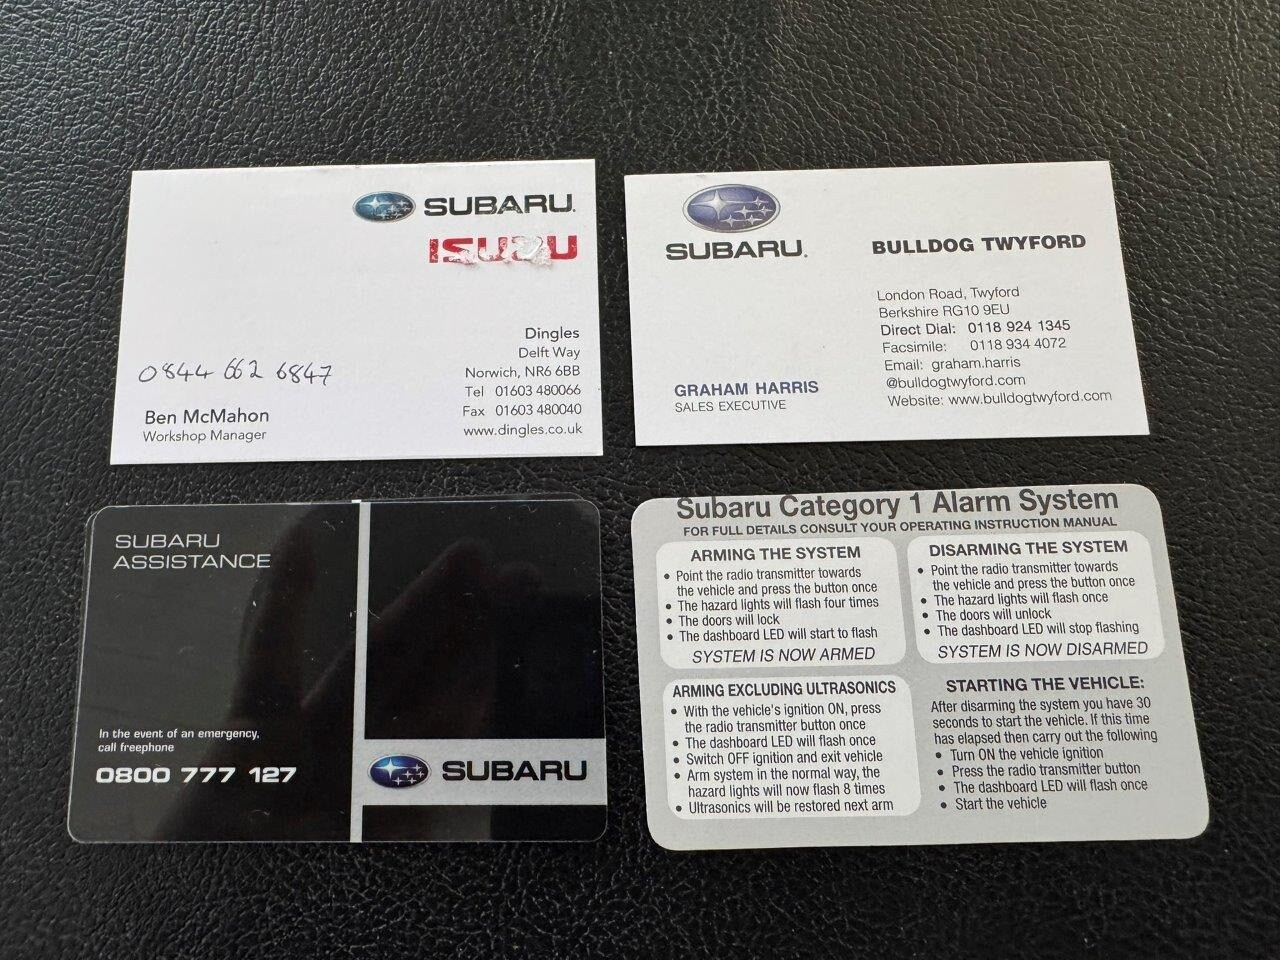 SUBARU.
ISUZU
Dingles
Delft Way
Norwich, NR6 6BB
Tel 01603 480066
Fax 01603 480040
www.dingles.co.uk
0844 662 6847
Ben McMahon
Workshop Manager
SUBARU.
BULLDOG TWYFORD
London Road, Twyford
Berkshire RG10 9EU
Direct Dial: 0118 924 1345
Facsimile: 0118 934 4072
Email: graham.harris
@bulldogtwyford.com
Website: www.bulldogtwyford.com
GRAHAM HARRIS
SALES EXECUTIVE
SUBARU
ASSISTANCE
In the event of an emergency,
call freephone
0800 777 127
SUBARU
Subaru Category 1 Alarm System
FOR FULL DETAILS CONSULT YOUR OPERATING INSTRUCTION MANUAL
ARMING THE SYSTEM
• Point the radio transmitter towards
the vehicle and press the button once
• The hazard lights will flash four times
• The doors will lock
• The dashboard LED will start to flash
SYSTEM IS NOW ARMED
DISARMING THE SYSTEM
• Point the radio transmitter towards
the vehicle and press the button once
• The hazard lights will flash once
• The doors will unlock
• The dashboard LED will stop flashing
SYSTEM IS NOW DISARMED
ARMING EXCLUDING ULTRASONICS
• With the vehicle's ignition ON, press
the radio transmitter button once
• The dashboard LED will flash once
• Switch OFF ignition and exit vehicle
• Arm system in the normal way, the
hazard lights will now flash 8 times
• Ultrasonics will be restored next arm
STARTING THE VEHICLE:
After disarming the system you have 30
seconds to start the vehicle. If this time
has elapsed then carry out the following
• Turn ON the vehicle ignition
• Press the radio transmitter button
• The dashboard LED will flash once
• Start the vehicle